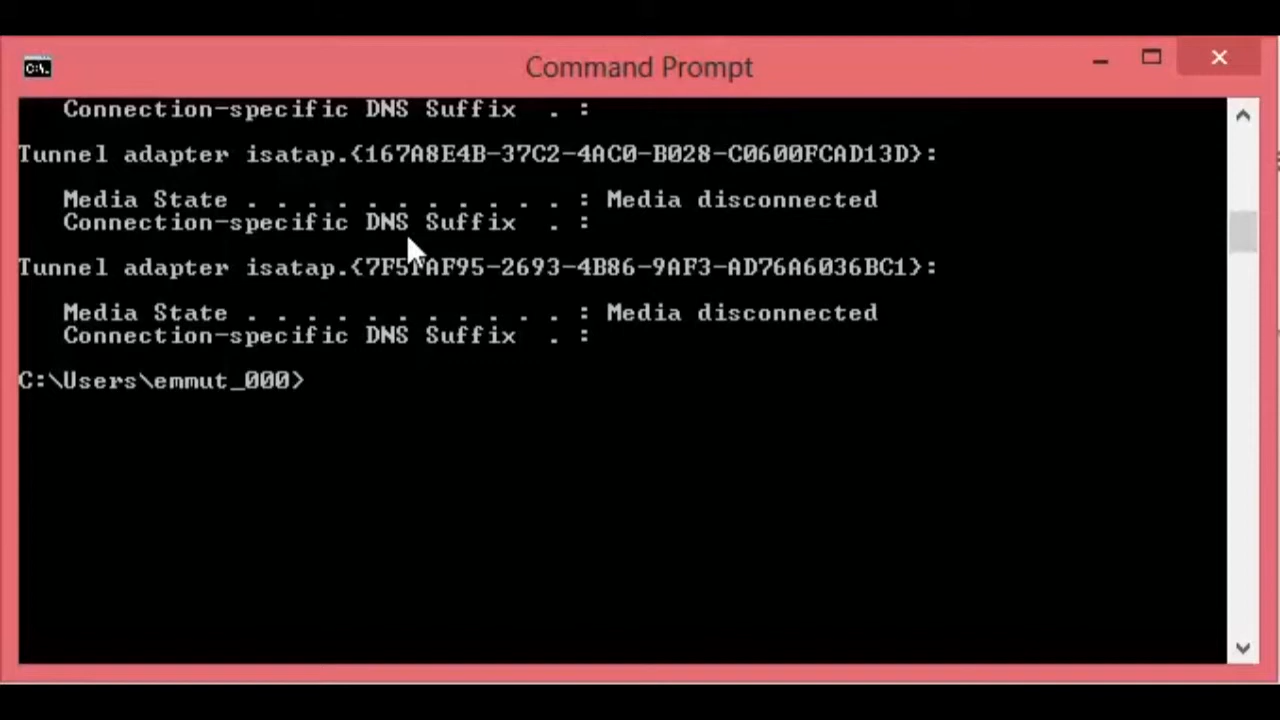 Command Prompt
Connection-specific DNS Suffix  . :
Tunnel adapter isatap.{167A8E4B-37C2-4AC0-B028-C0600FCAD13D}:
Media State . . . . . . . . . . . : Media disconnected
Connection-specific DNS Suffix  . :
Tunnel adapter isatap.{7F5FAF95-2693-4B86-9AF3-AD76A6036BC1}:
Media State . . . . . . . . . . . : Media disconnected
Connection-specific DNS Suffix  . :
C:\Users\emmut_000>